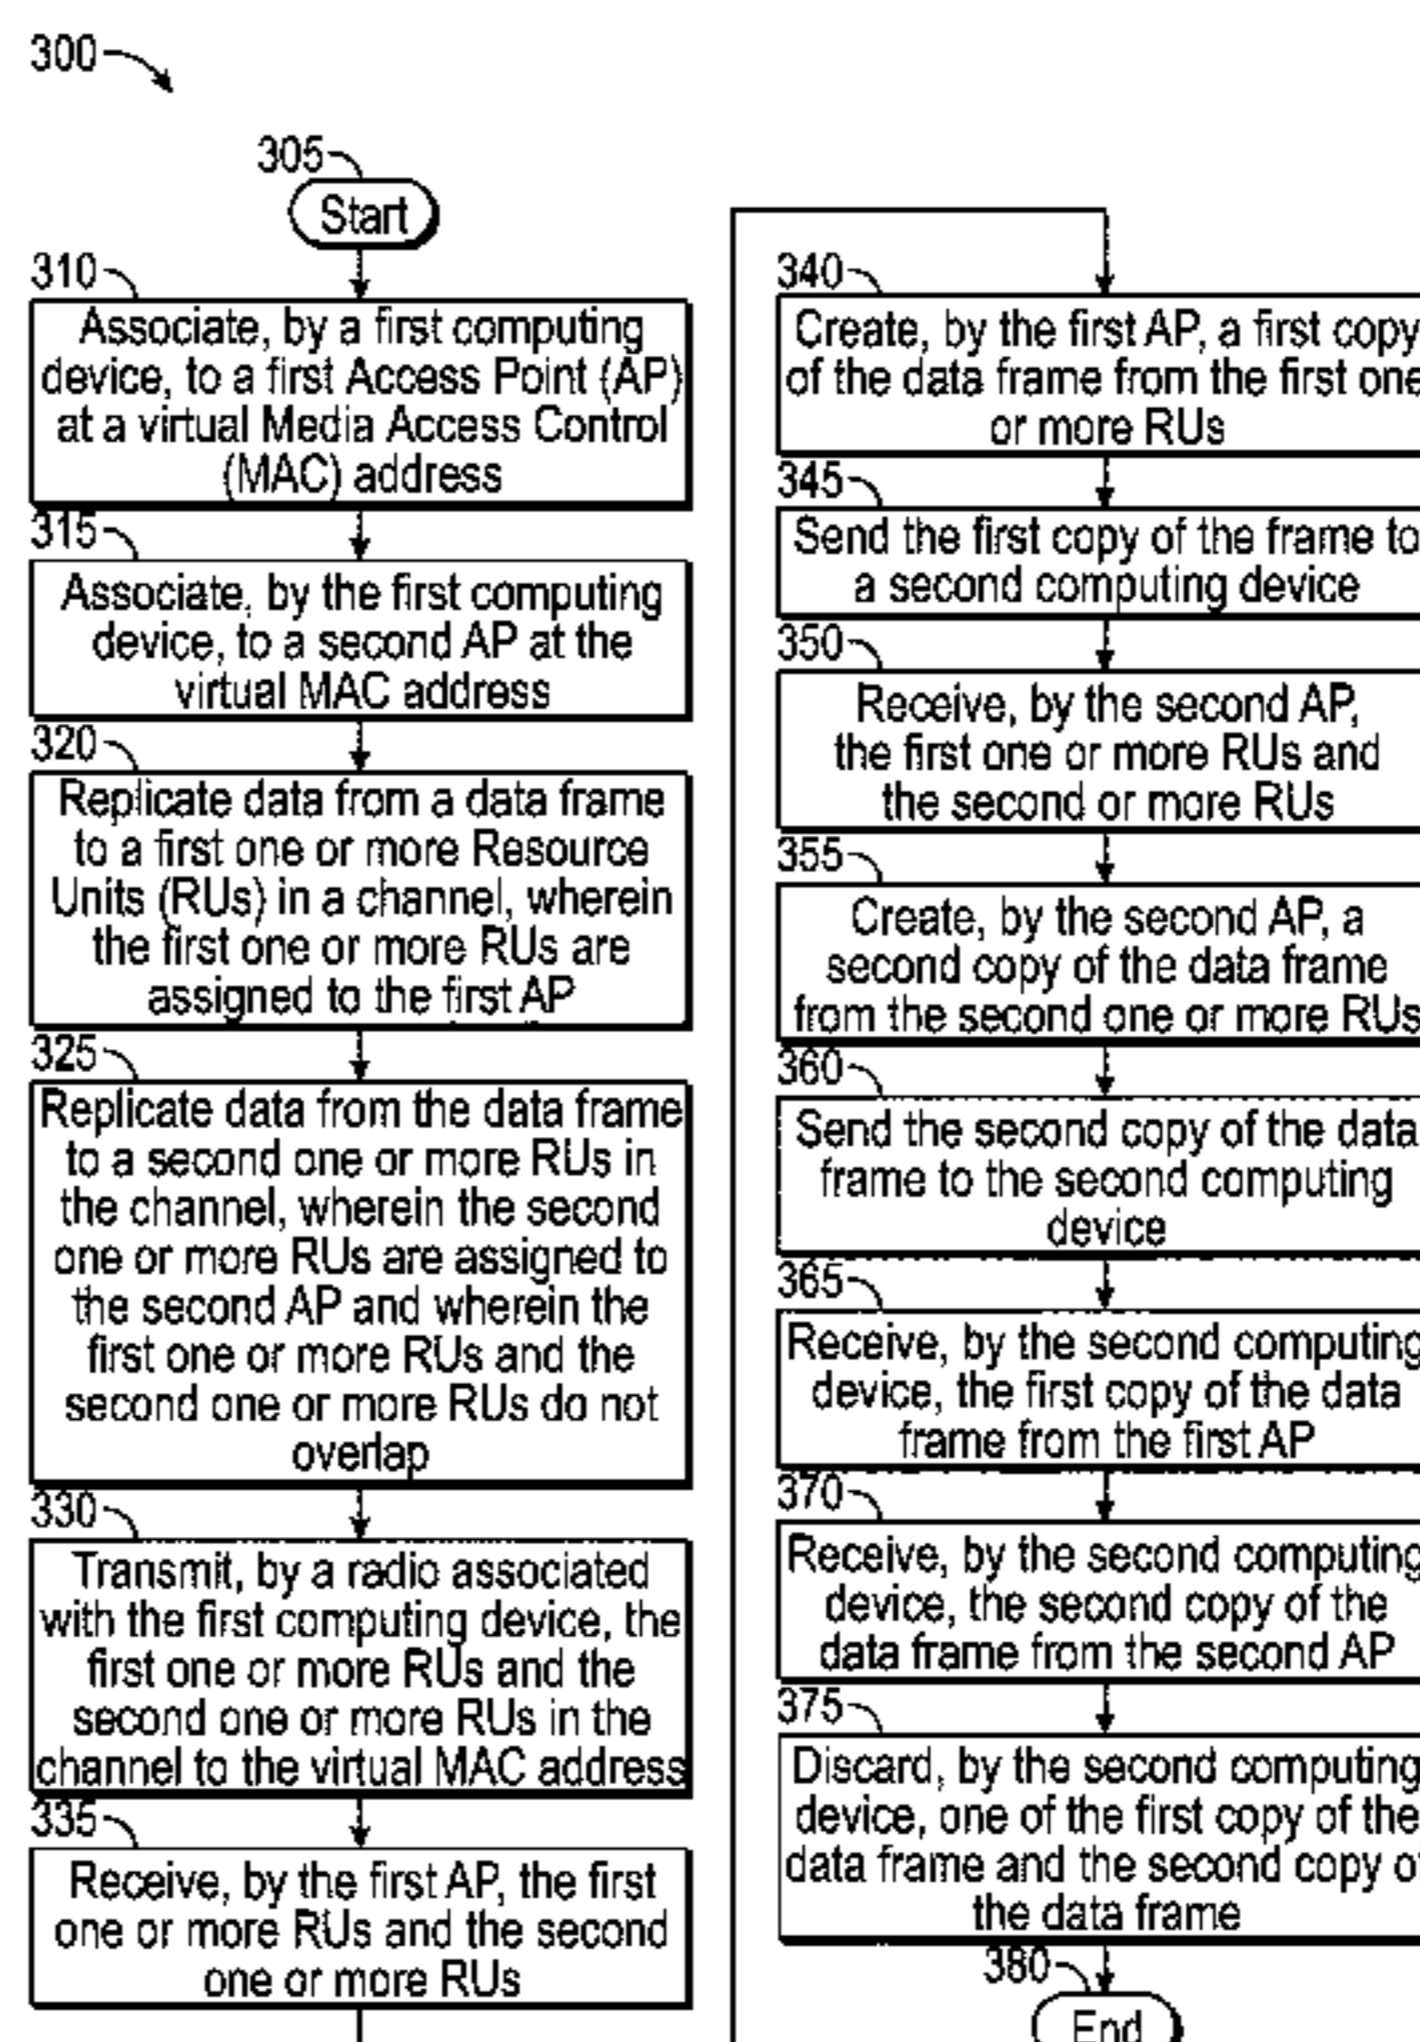 300
305
Start
310
Associate, by a first computing
device, to a first Access Point (AP)
at a virtual Media Access Control
(MAC) address
315
Associate, by the first computing
device, to a second AP at the
virtual MAC address
320
Replicate data from a data frame
to a first one or more Resource
Units (RUs) in a channel, wherein
the first one or more RUs are
assigned to the first AP
325
Replicate data from the data frame
to a second one or more RUs in
the channel, wherein the second
one or more RUs are assigned to
the second AP and wherein the
first one or more RUs and the
second one or more RUs do not
overlap
330
Transmit, by a radio associated
with the first computing device, the
first one or more RUs and the
second one or more RUs in the
channel to the virtual MAC address
335
Receive, by the first AP, the first
one or more RUs and the second
one or more RUs
340
Create, by the first AP, a first copy
of the data frame from the first one
or more RUs
345
Send the first copy of the frame to
a second computing device
350
Receive, by the second AP,
the first one or more RUs and
the second or more RUs
355
Create, by the second AP, a
second copy of the data frame
from the second one or more RUs
360
Send the second copy of the data
frame to the second computing
device
365
Receive, by the second computing
device, the first copy of the data
frame from the first AP
370
Receive, by the second computing
device, the second copy of the
data frame from the second AP
375
Discard, by the second computing
device, one of the first copy of the
data frame and the second copy of
the data frame
380
End